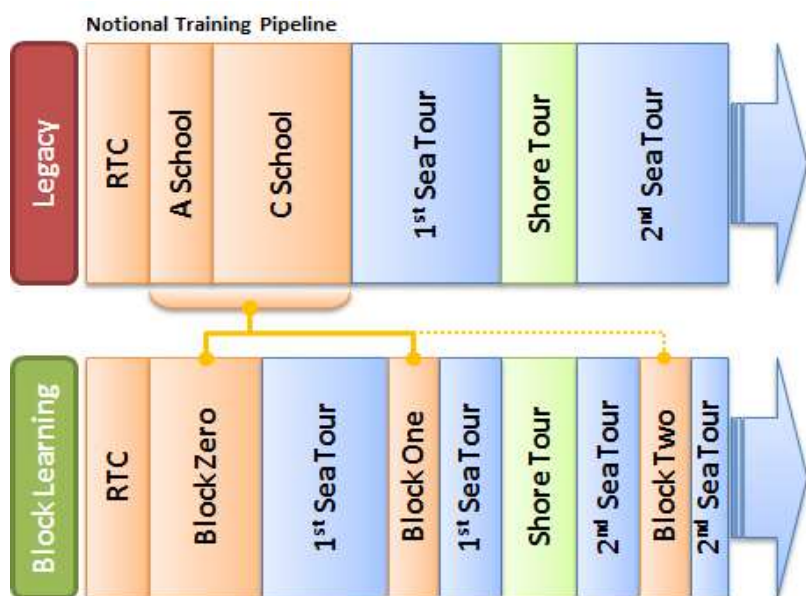 Notional Training Pipeline
Legacy
RTC
A School
C School
1st Sea Tour
Shore Tour
2nd Sea Tour
Block Learning
RTC
Block Zero
1st Sea Tour
Block One
1st Sea Tour
Shore Tour
2nd Sea Tour
Block Two
2nd Sea Tour